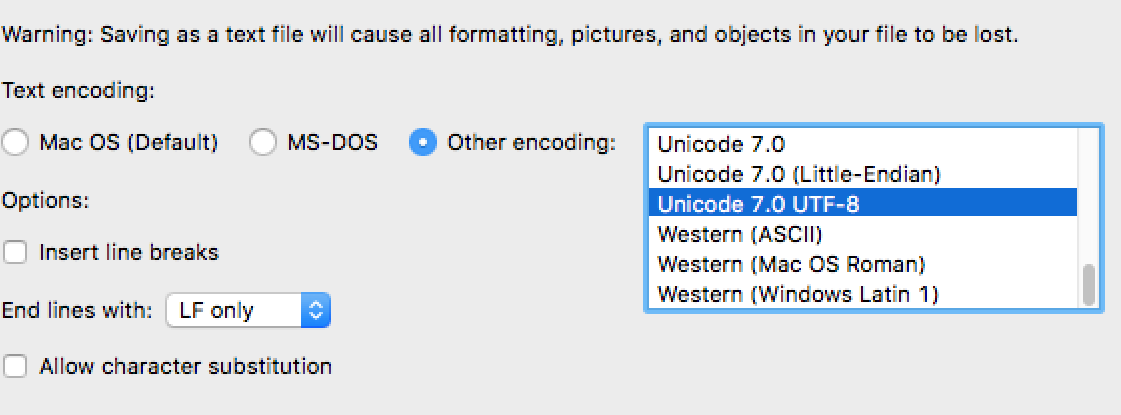 Warning: Saving as a text file will cause all formatting, pictures, and objects in your file to be lost.
Text encoding:
Mac OS (Default) MS-DOS Other encoding:
Unicode 7.0
Unicode 7.0 (Little-Endian)
Unicode 7.0 UTF-8
Western (ASCII)
Western (Mac OS Roman)
Western (Windows Latin 1)
Options:
Insert line breaks
End lines with: LF only
Allow character substitution